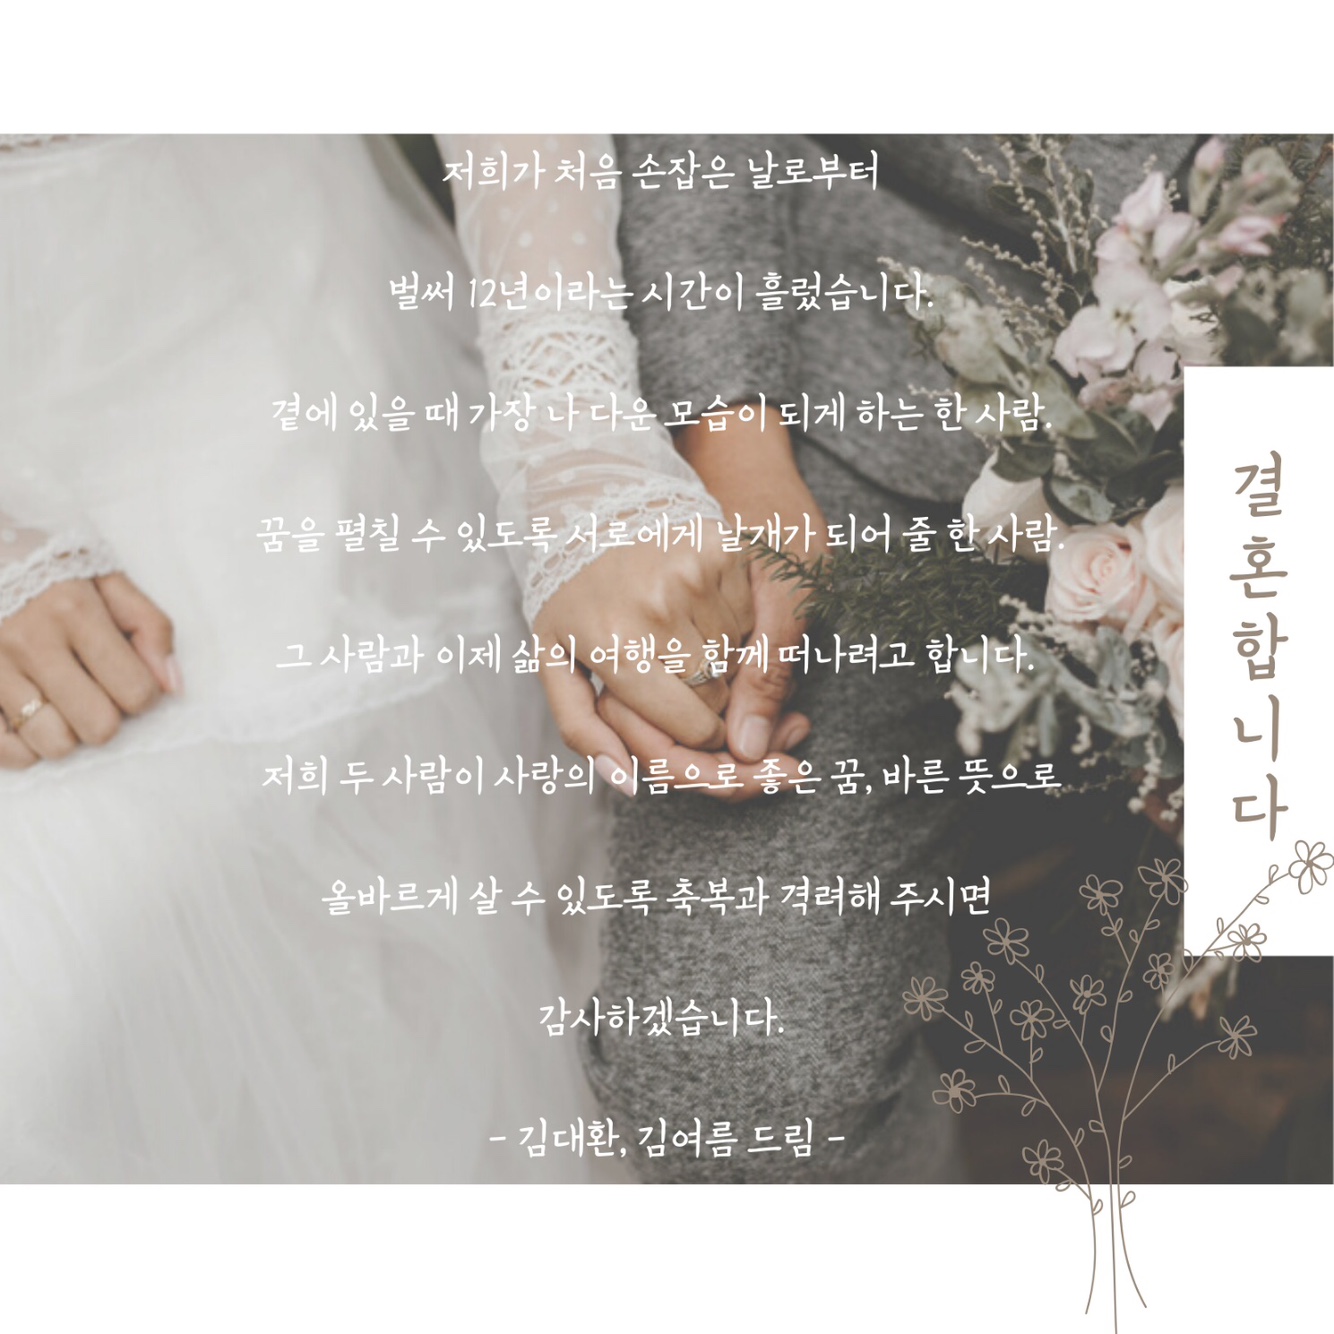 저희가 처음 손잡은 날로부터
벌써 12년이라는 시간이 흘렀습니다.
곁에 있을 때 가장 나 다운 모습이 되게 하는 한 사람.
꿈을 펼칠 수 있도록 서로에게 날개가 되어 줄 한 사람.
그 사람과 이제 삶의 여행을 함께 떠나려고 합니다.
저희 두 사람이 사랑의 이름으로 좋은 꿈, 바른 뜻으로
올바르게 살 수 있도록 축복과 격려해 주시면
감사하겠습니다.
- 김대환, 김여름 드림 -
결혼합니다